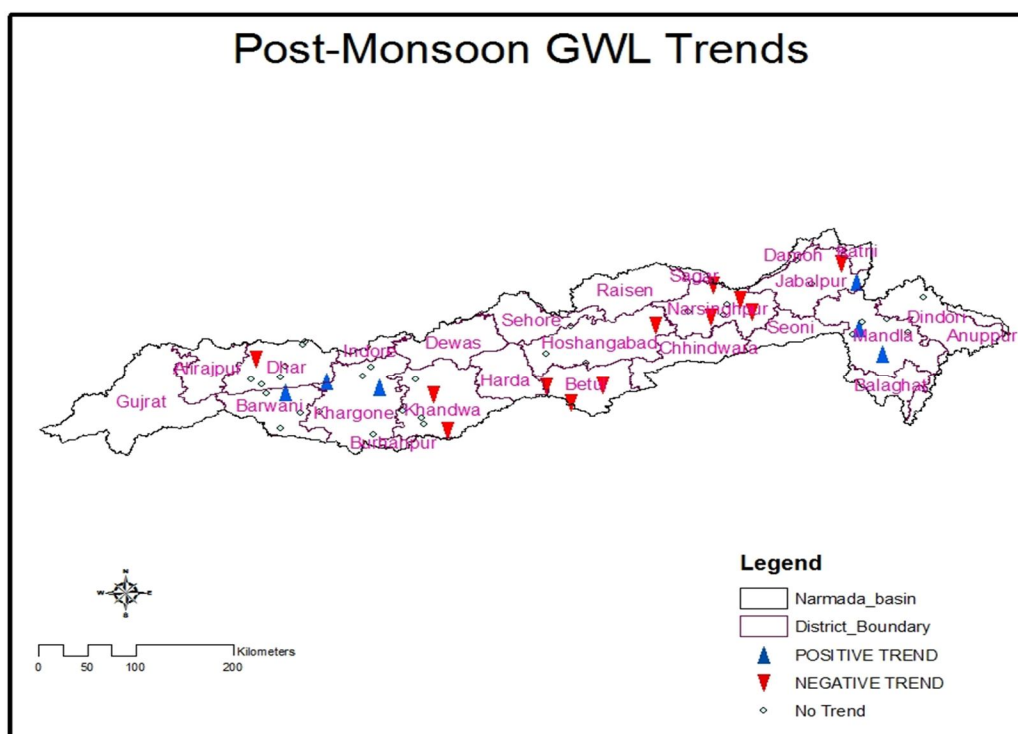 Post-Monsoon GWL Trends
Damoh
Katni
Sagar
Jabalpur
Raisen
Narsinghpur
Dindori
Sehore
Seoni
Mandla
Anuppur
Hoshangabad
Chhindwara
Indore
Dewas
Alirajpur
Dhar
Harda
Betul
Balaghat
Gujrat
Barwani
Khargone
Khandwa
Burhanpur
N
W E
S
Kilometers
0 50 100 200
Legend
Narmada_basin
District_Boundary
POSITIVE TREND
NEGATIVE TREND
No Trend